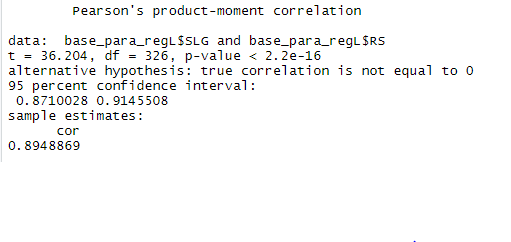 Pearson's product-moment correlation
data:  base_para_regL$SLG and base_para_regL$RS
t = 36.204, df = 326, p-value < 2.2e-16
alternative hypothesis: true correlation is not equal to 0
95 percent confidence interval:
0.8710028 0.9145508
sample estimates:
cor
0.8948869